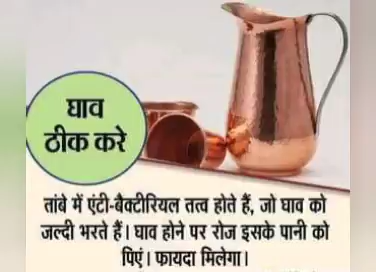 घाव
ठीक करे
तांबे में एंटी-बैक्टीरियल तत्व होते हैं, जो घाव को
जल्दी भरते हैं। घाव होने पर रोज इसके पानी को
पिएं। फायदा मिलेगा।